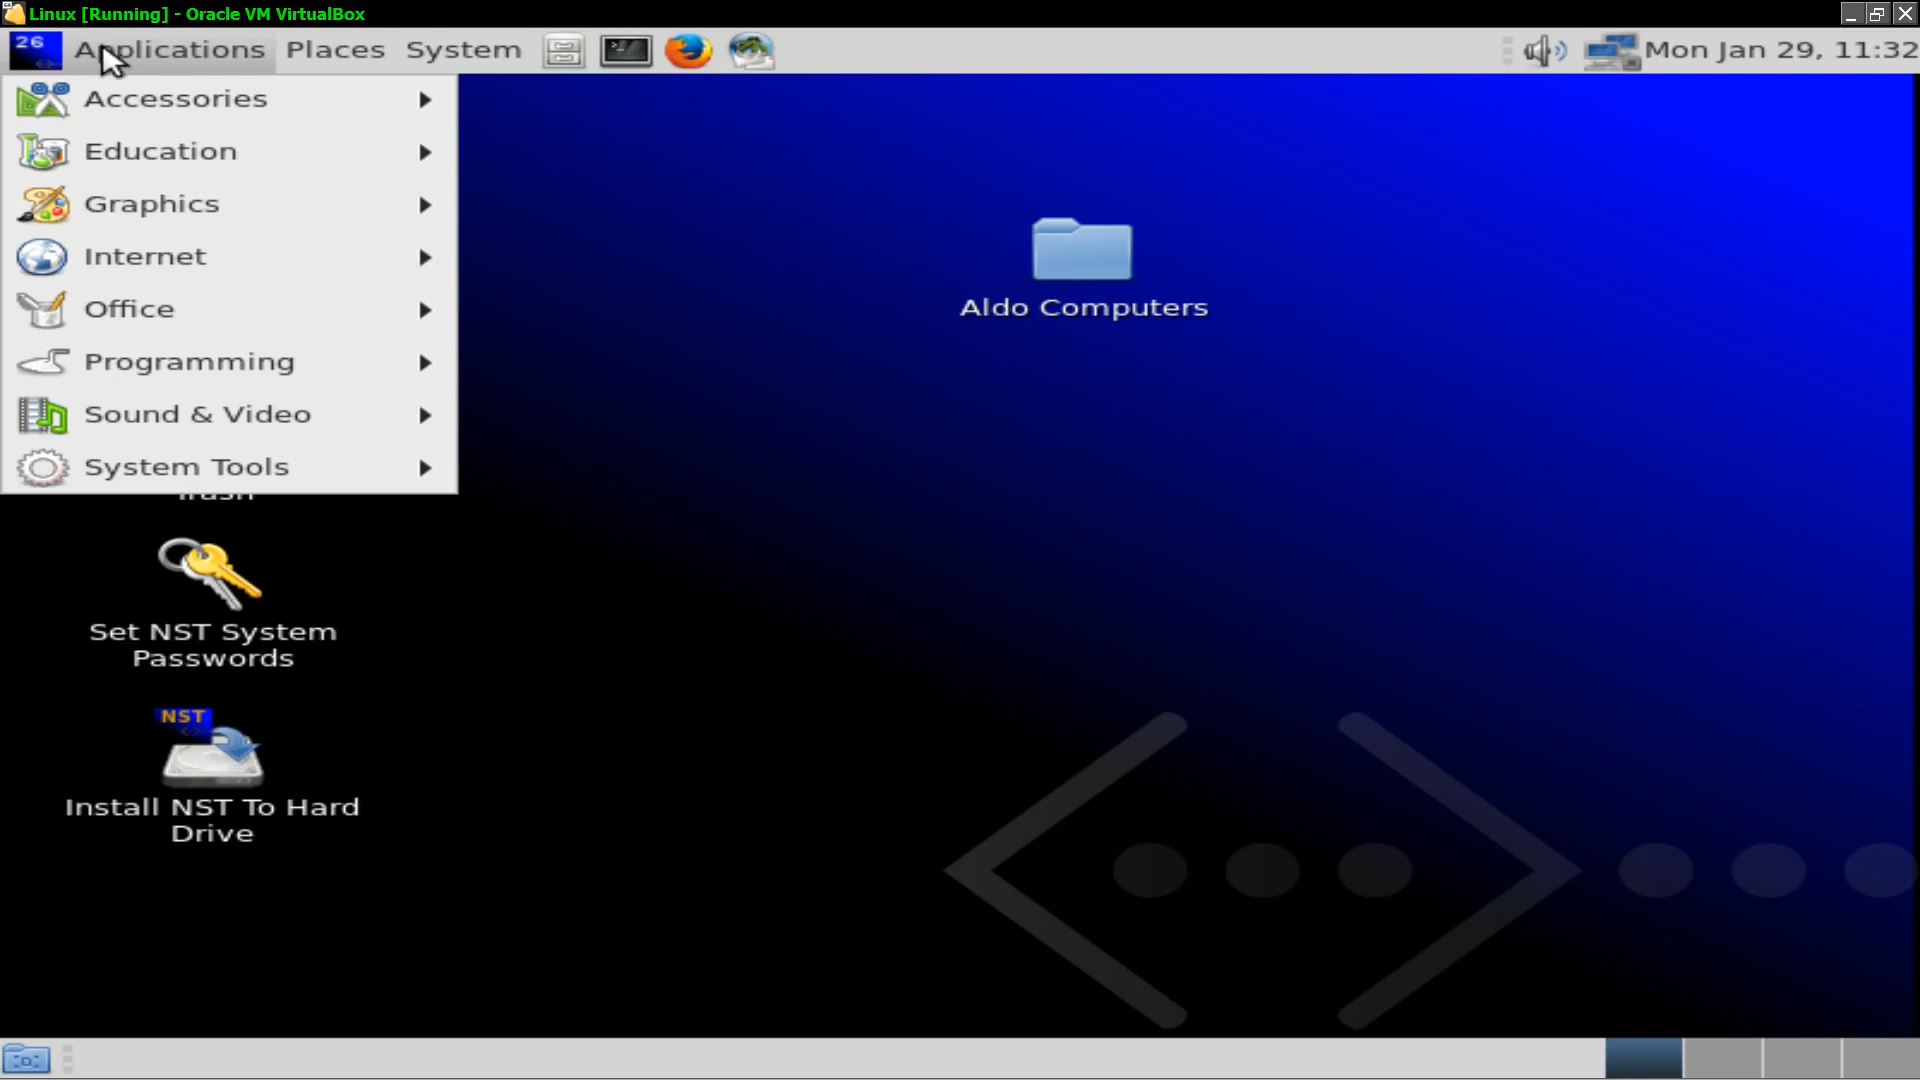 Linux [Running] - Oracle VM VirtualBox
26 Applications Places System Mon Jan 29, 11:32
Accessories
Education
Graphics
Internet
Office
Programming
Sound & Video
System Tools
Trash
Aldo Computers
Set NST System
Passwords
NST
Install NST To Hard
Drive